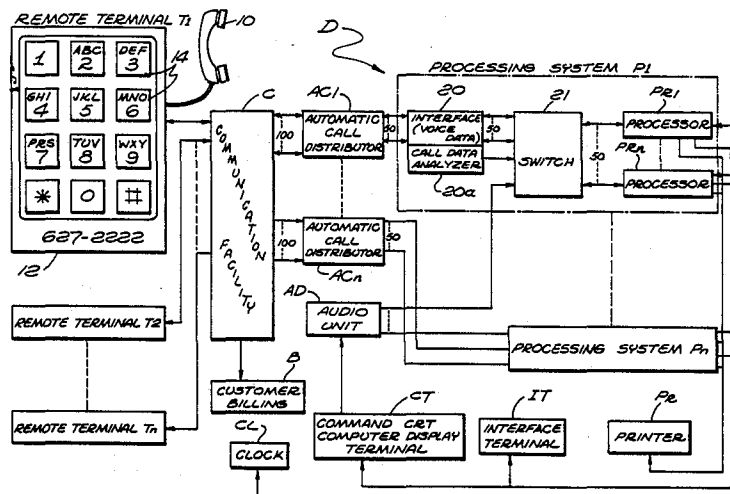 REMOTE TERMINAL T1
10
D
PROCESSING SYSTEM P1
1
ABC
2
DEF
3
14
GHI
4
JKL
5
MNO
6
PRS
7
TUV
8
WXY
9
*
0
#
627-2222
12
C
COMMUNICATION FACILITY
100
AC1
AUTOMATIC
CALL
DISTRIBUTOR
50
20
INTERFACE
(VOICE
DATA)
CALL DATA
ANALYZER
20a
50
21
SWITCH
50
PR1
PROCESSOR
PRn
PROCESSOR
100
AUTOMATIC
CALL
DISTRIBUTOR
ACn
50
AD
AUDIO
UNIT
PROCESSING SYSTEM Pn
REMOTE TERMINAL T2
REMOTE TERMINAL Tn
B
CUSTOMER
BILLING
CL
CLOCK
CT
COMMAND CRT
COMPUTER DISPLAY
TERMINAL
IT
INTERFACE
TERMINAL
PR
PRINTER